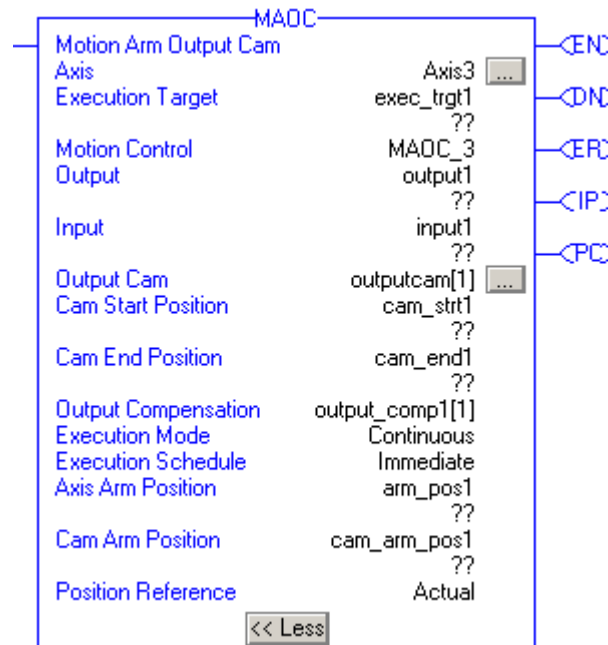 MAOC
Motion Arm Output Cam EN
Axis Axis3 ...
Execution Target exec_trgt1 DN
??
Motion Control MAOC_3 ER
Output output1
?? IP
Input input1
?? PC
Output Cam outputcam[1] ...
Cam Start Position cam_strt1
??
Cam End Position cam_end1
??
Output Compensation output_comp1[1]
Execution Mode Continuous
Execution Schedule Immediate
Axis Arm Position arm_pos1
??
Cam Arm Position cam_arm_pos1
??
Position Reference Actual
<< Less